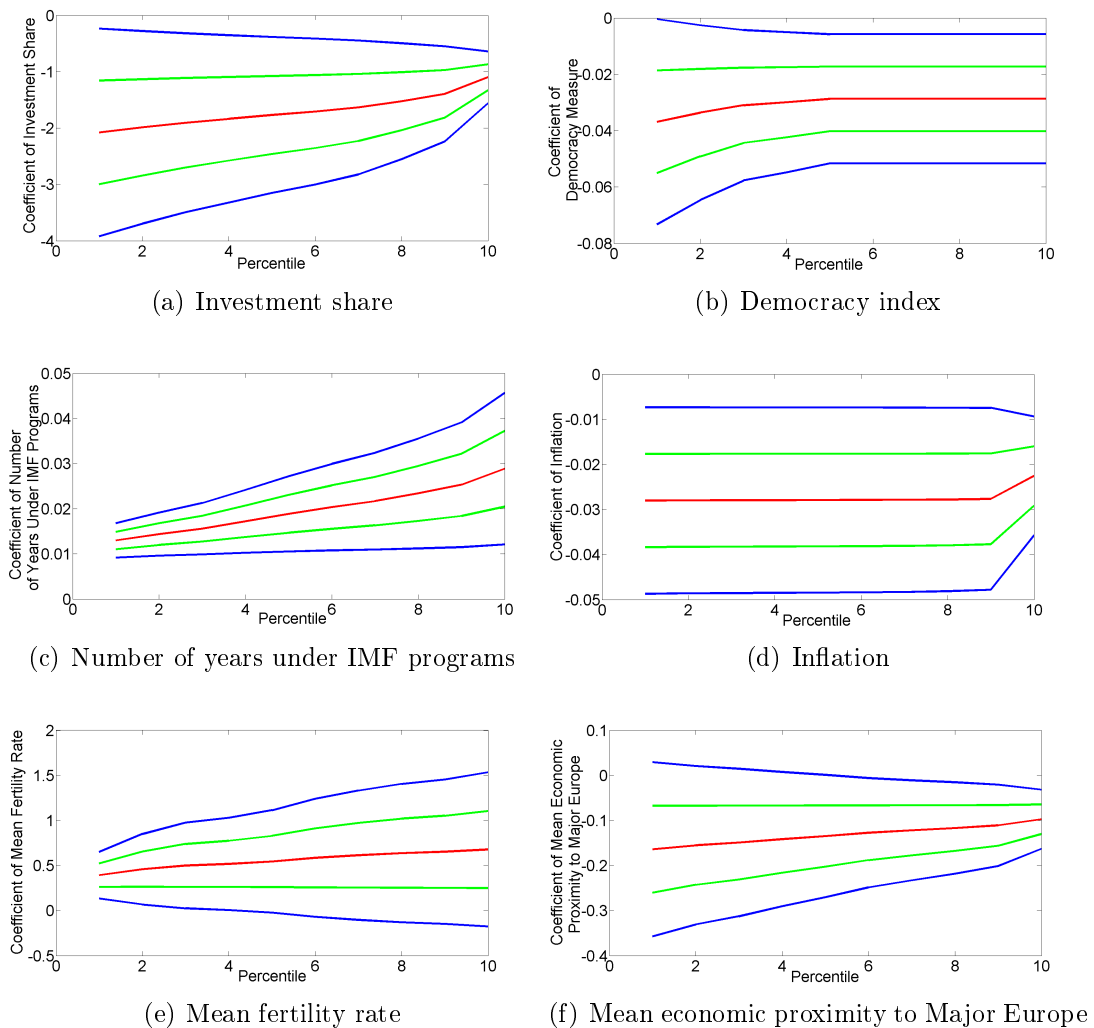 0
-1
-2
-3
-4
Coefficient of Investment Share
0 2 4 6 8 10
Percentile
(a) Investment share
0
-0.02
-0.04
-0.06
-0.08
Coefficient of
Democracy Measure
0 2 4 6 8 10
Percentile
(b) Democracy index
0.05
0.04
0.03
0.02
0.01
0
Coefficient of Number
of Years Under IMF Programs
0 2 4 6 8 10
Percentile
(c) Number of years under IMF programs
0
-0.01
-0.02
-0.03
-0.04
-0.05
Coefficient of Inflation
0 2 4 6 8 10
Percentile
(d) Inflation
2
1.5
1
0.5
0
-0.5
Coefficient of Mean Fertility Rate
0 2 4 6 8 10
Percentile
(e) Mean fertility rate
0.1
0
-0.1
-0.2
-0.3
-0.4
Coefficient of Mean Economic
Proximity to Major Europe
0 2 4 6 8 10
Percentile
(f) Mean economic proximity to Major Europe